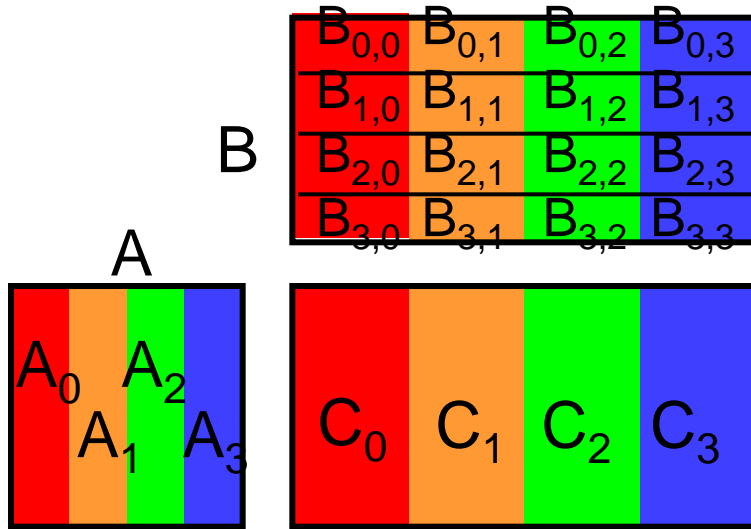 B0,0 B0,1 B0,2 B0,3
B1,0 B1,1 B1,2 B1,3
B
B2,0 B2,1 B2,2 B2,3
B3,0 B3,1 B3,2 B3,3
A
A0 A2
A1 A3
C0 C1 C2 C3